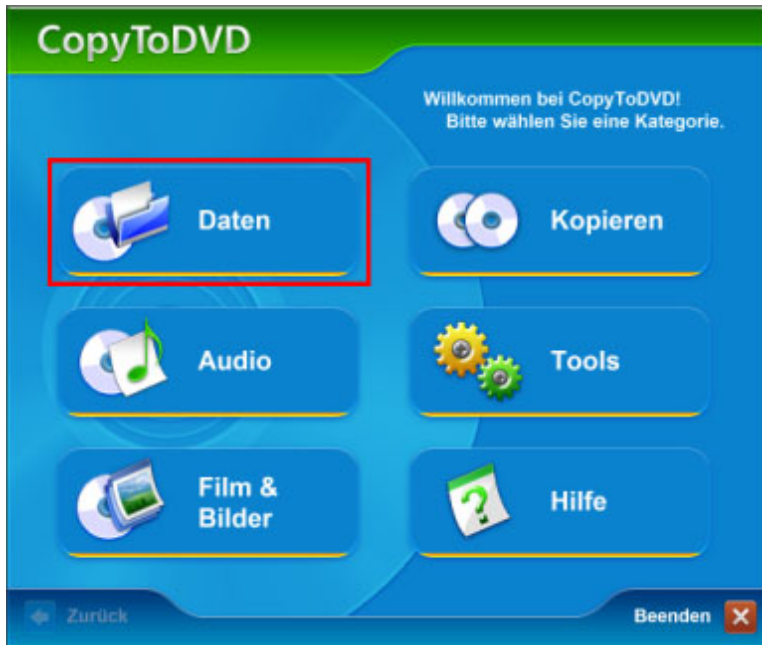 CopyToDVD
Willkommen bei CopyToDVD!
Bitte wählen Sie eine Kategorie.
Daten
Kopieren
Audio
Tools
Film &
Bilder
Hilfe
Zurück
Beenden